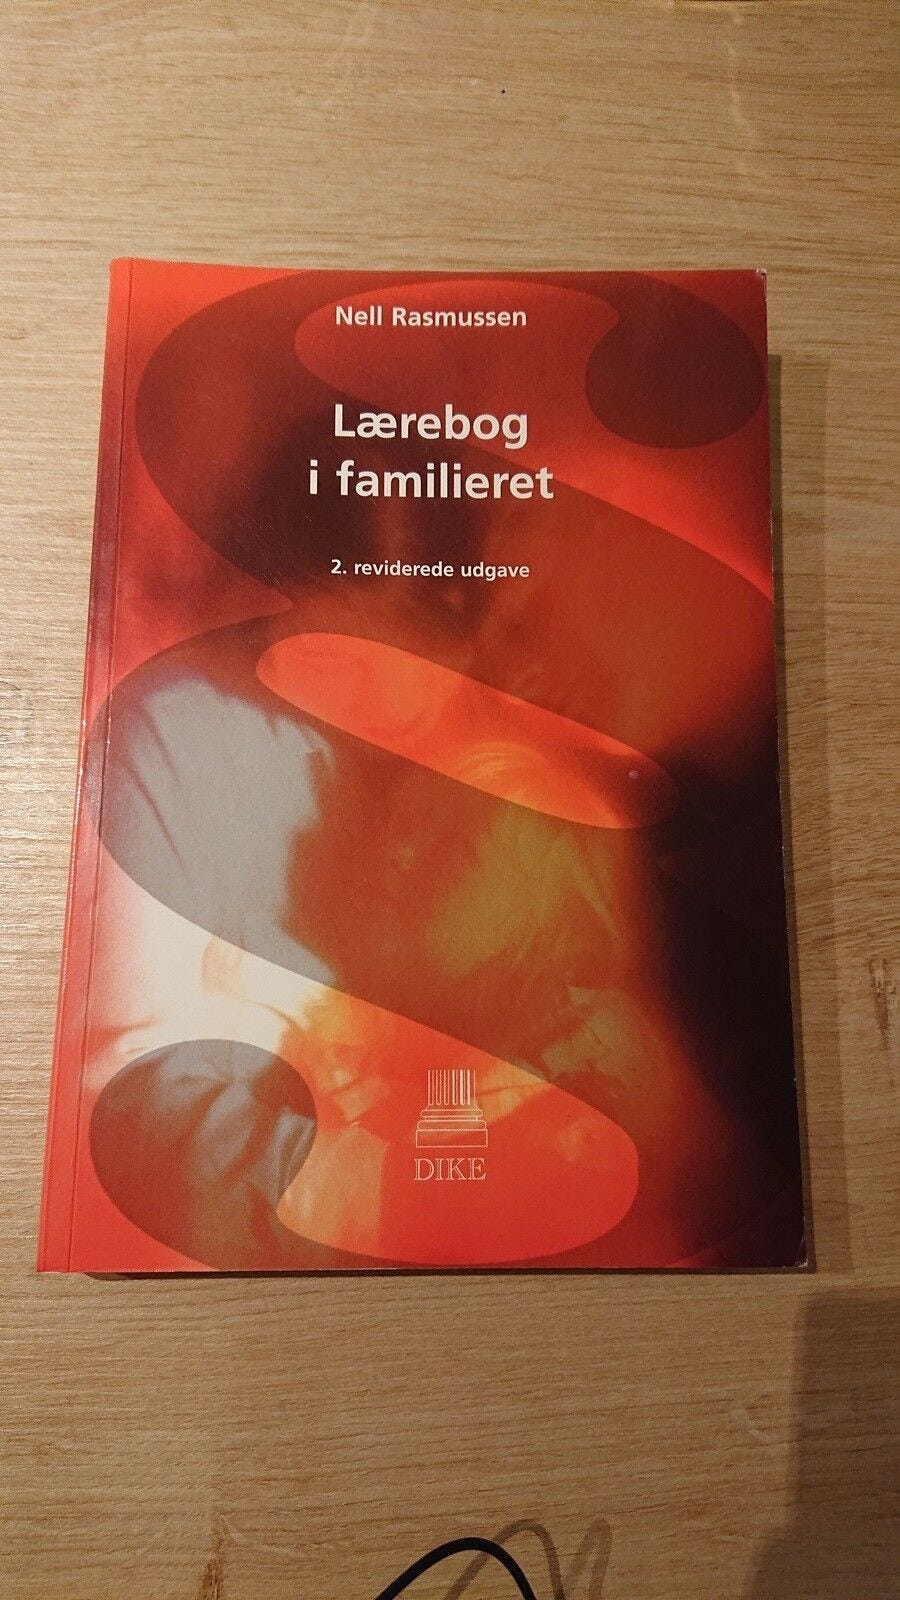 Nell Rasmussen
Lærebog
i familieret
2. reviderede udgave
DIKE